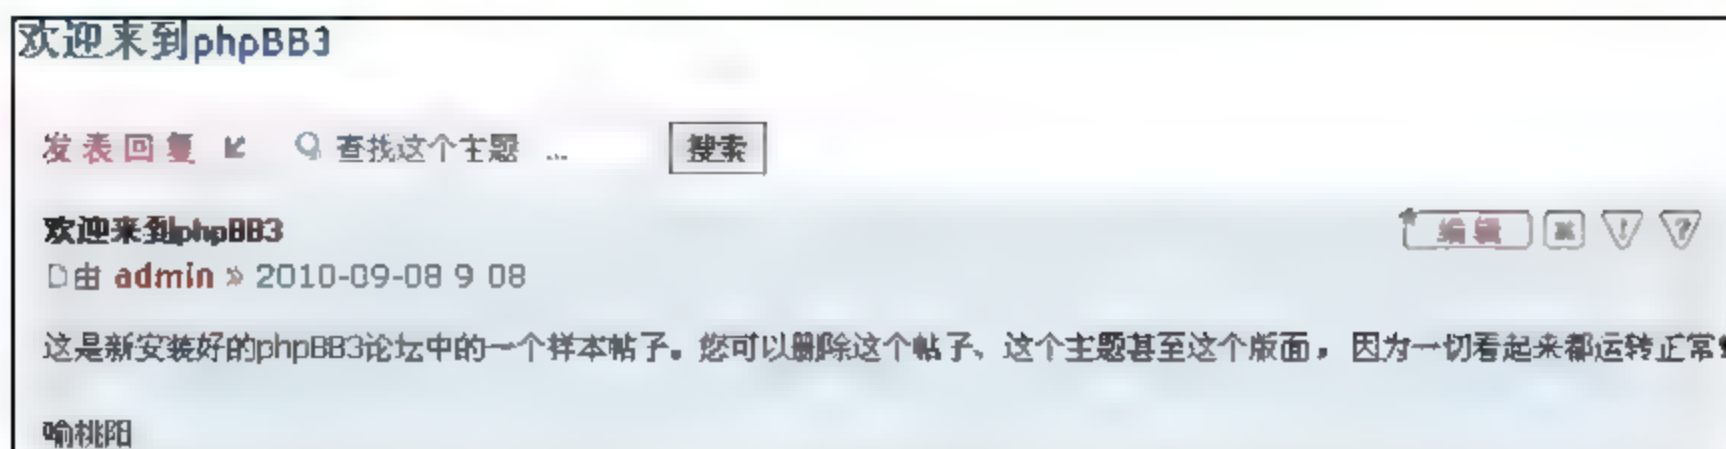 欢迎来到phpBB3
发表回复 查找这个主题 ... 搜索
欢迎来到phpBB3 编辑
由 admin » 2010-09-08 9 08
这是新安装好的phpBB3论坛中的一个样本帖子。您可以删除这个帖子、这个主题甚至这个版面，因为一切看起来都运转正常
喻桃阳